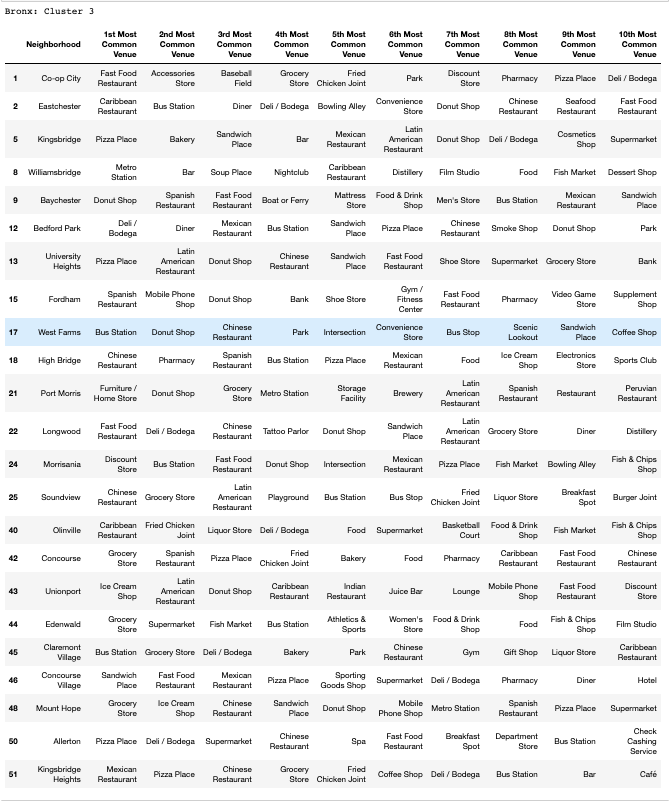 Bronx: Cluster 3
Neighborhood 1st Most Common Venue 2nd Most Common Venue 3rd Most Common Venue 4th Most Common Venue 5th Most Common Venue 6th Most Common Venue 7th Most Common Venue 8th Most Common Venue 9th Most Common Venue 10th Most Common Venue
1 Co-op City Fast Food Restaurant Accessories Store Baseball Field Grocery Store Fried Chicken Joint Park Discount Store Pharmacy Pizza Place Deli / Bodega
2 Eastchester Caribbean Restaurant Bus Station Diner Deli / Bodega Bowling Alley Convenience Store Donut Shop Chinese Restaurant Seafood Restaurant Fast Food Restaurant
5 Kingsbridge Pizza Place Bakery Sandwich Place Bar Mexican Restaurant Latin American Restaurant Donut Shop Deli / Bodega Cosmetics Shop Supermarket
8 Williamsbridge Metro Station Bar Soup Place Nightclub Caribbean Restaurant Distillery Film Studio Food Fish Market Dessert Shop
9 Baychester Donut Shop Spanish Restaurant Fast Food Restaurant Boat or Ferry Mattress Store Food & Drink Shop Men's Store Bus Station Mexican Restaurant Sandwich Place
12 Bedford Park Deli / Bodega Diner Mexican Restaurant Bus Station Sandwich Place Pizza Place Chinese Restaurant Smoke Shop Donut Shop Park
13 University Heights Pizza Place Latin American Restaurant Donut Shop Chinese Restaurant Sandwich Place Fast Food Restaurant Shoe Store Supermarket Grocery Store Bank
15 Fordham Spanish Restaurant Mobile Phone Shop Donut Shop Bank Shoe Store Gym / Fitness Center Fast Food Restaurant Pharmacy Video Game Store Supplement Shop
17 West Farms Bus Station Donut Shop Chinese Restaurant Park Intersection Convenience Store Bus Stop Scenic Lookout Sandwich Place Coffee Shop
18 High Bridge Chinese Restaurant Pharmacy Spanish Restaurant Bus Station Pizza Place Mexican Restaurant Food Ice Cream Shop Electronics Store Sports Club
21 Port Morris Furniture / Home Store Donut Shop Grocery Store Metro Station Storage Facility Brewery Latin American Restaurant Spanish Restaurant Restaurant Peruvian Restaurant
22 Longwood Fast Food Restaurant Deli / Bodega Chinese Restaurant Tattoo Parlor Donut Shop Sandwich Place Latin American Restaurant Grocery Store Diner Distillery
24 Morrisania Discount Store Bus Station Fast Food Restaurant Donut Shop Intersection Mexican Restaurant Pizza Place Fish Market Bowling Alley Fish & Chips Shop
25 Soundview Chinese Restaurant Grocery Store Latin American Restaurant Playground Bus Station Bus Stop Fried Chicken Joint Liquor Store Breakfast Spot Burger Joint
40 Olinville Caribbean Restaurant Fried Chicken Joint Liquor Store Deli / Bodega Food Supermarket Basketball Court Food & Drink Shop Fish Market Fish & Chips Shop
42 Concourse Grocery Store Spanish Restaurant Pizza Place Fried Chicken Joint Bakery Food Pharmacy Caribbean Restaurant Fast Food Restaurant Chinese Restaurant
43 Unionport Ice Cream Shop Latin American Restaurant Donut Shop Caribbean Restaurant Indian Restaurant Juice Bar Lounge Mobile Phone Shop Fast Food Restaurant Discount Store
44 Edenwald Grocery Store Supermarket Fish Market Bus Station Athletics & Sports Women's Store Food & Drink Shop Food Fish & Chips Shop Film Studio
45 Claremont Village Bus Station Grocery Store Deli / Bodega Bakery Park Chinese Restaurant Gym Gift Shop Liquor Store Caribbean Restaurant
46 Concourse Village Sandwich Place Fast Food Restaurant Mexican Restaurant Pizza Place Sporting Goods Shop Supermarket Deli / Bodega Pharmacy Diner Hotel
48 Mount Hope Grocery Store Ice Cream Shop Chinese Restaurant Sandwich Place Donut Shop Mobile Phone Shop Metro Station Spanish Restaurant Pizza Place Supermarket
50 Allerton Pizza Place Deli / Bodega Supermarket Chinese Restaurant Spa Fast Food Restaurant Breakfast Spot Department Store Bus Station Check Cashing Service
51 Kingsbridge Heights Mexican Restaurant Pizza Place Chinese Restaurant Grocery Store Fried Chicken Joint Coffee Shop Deli / Bodega Bus Station Bar Café